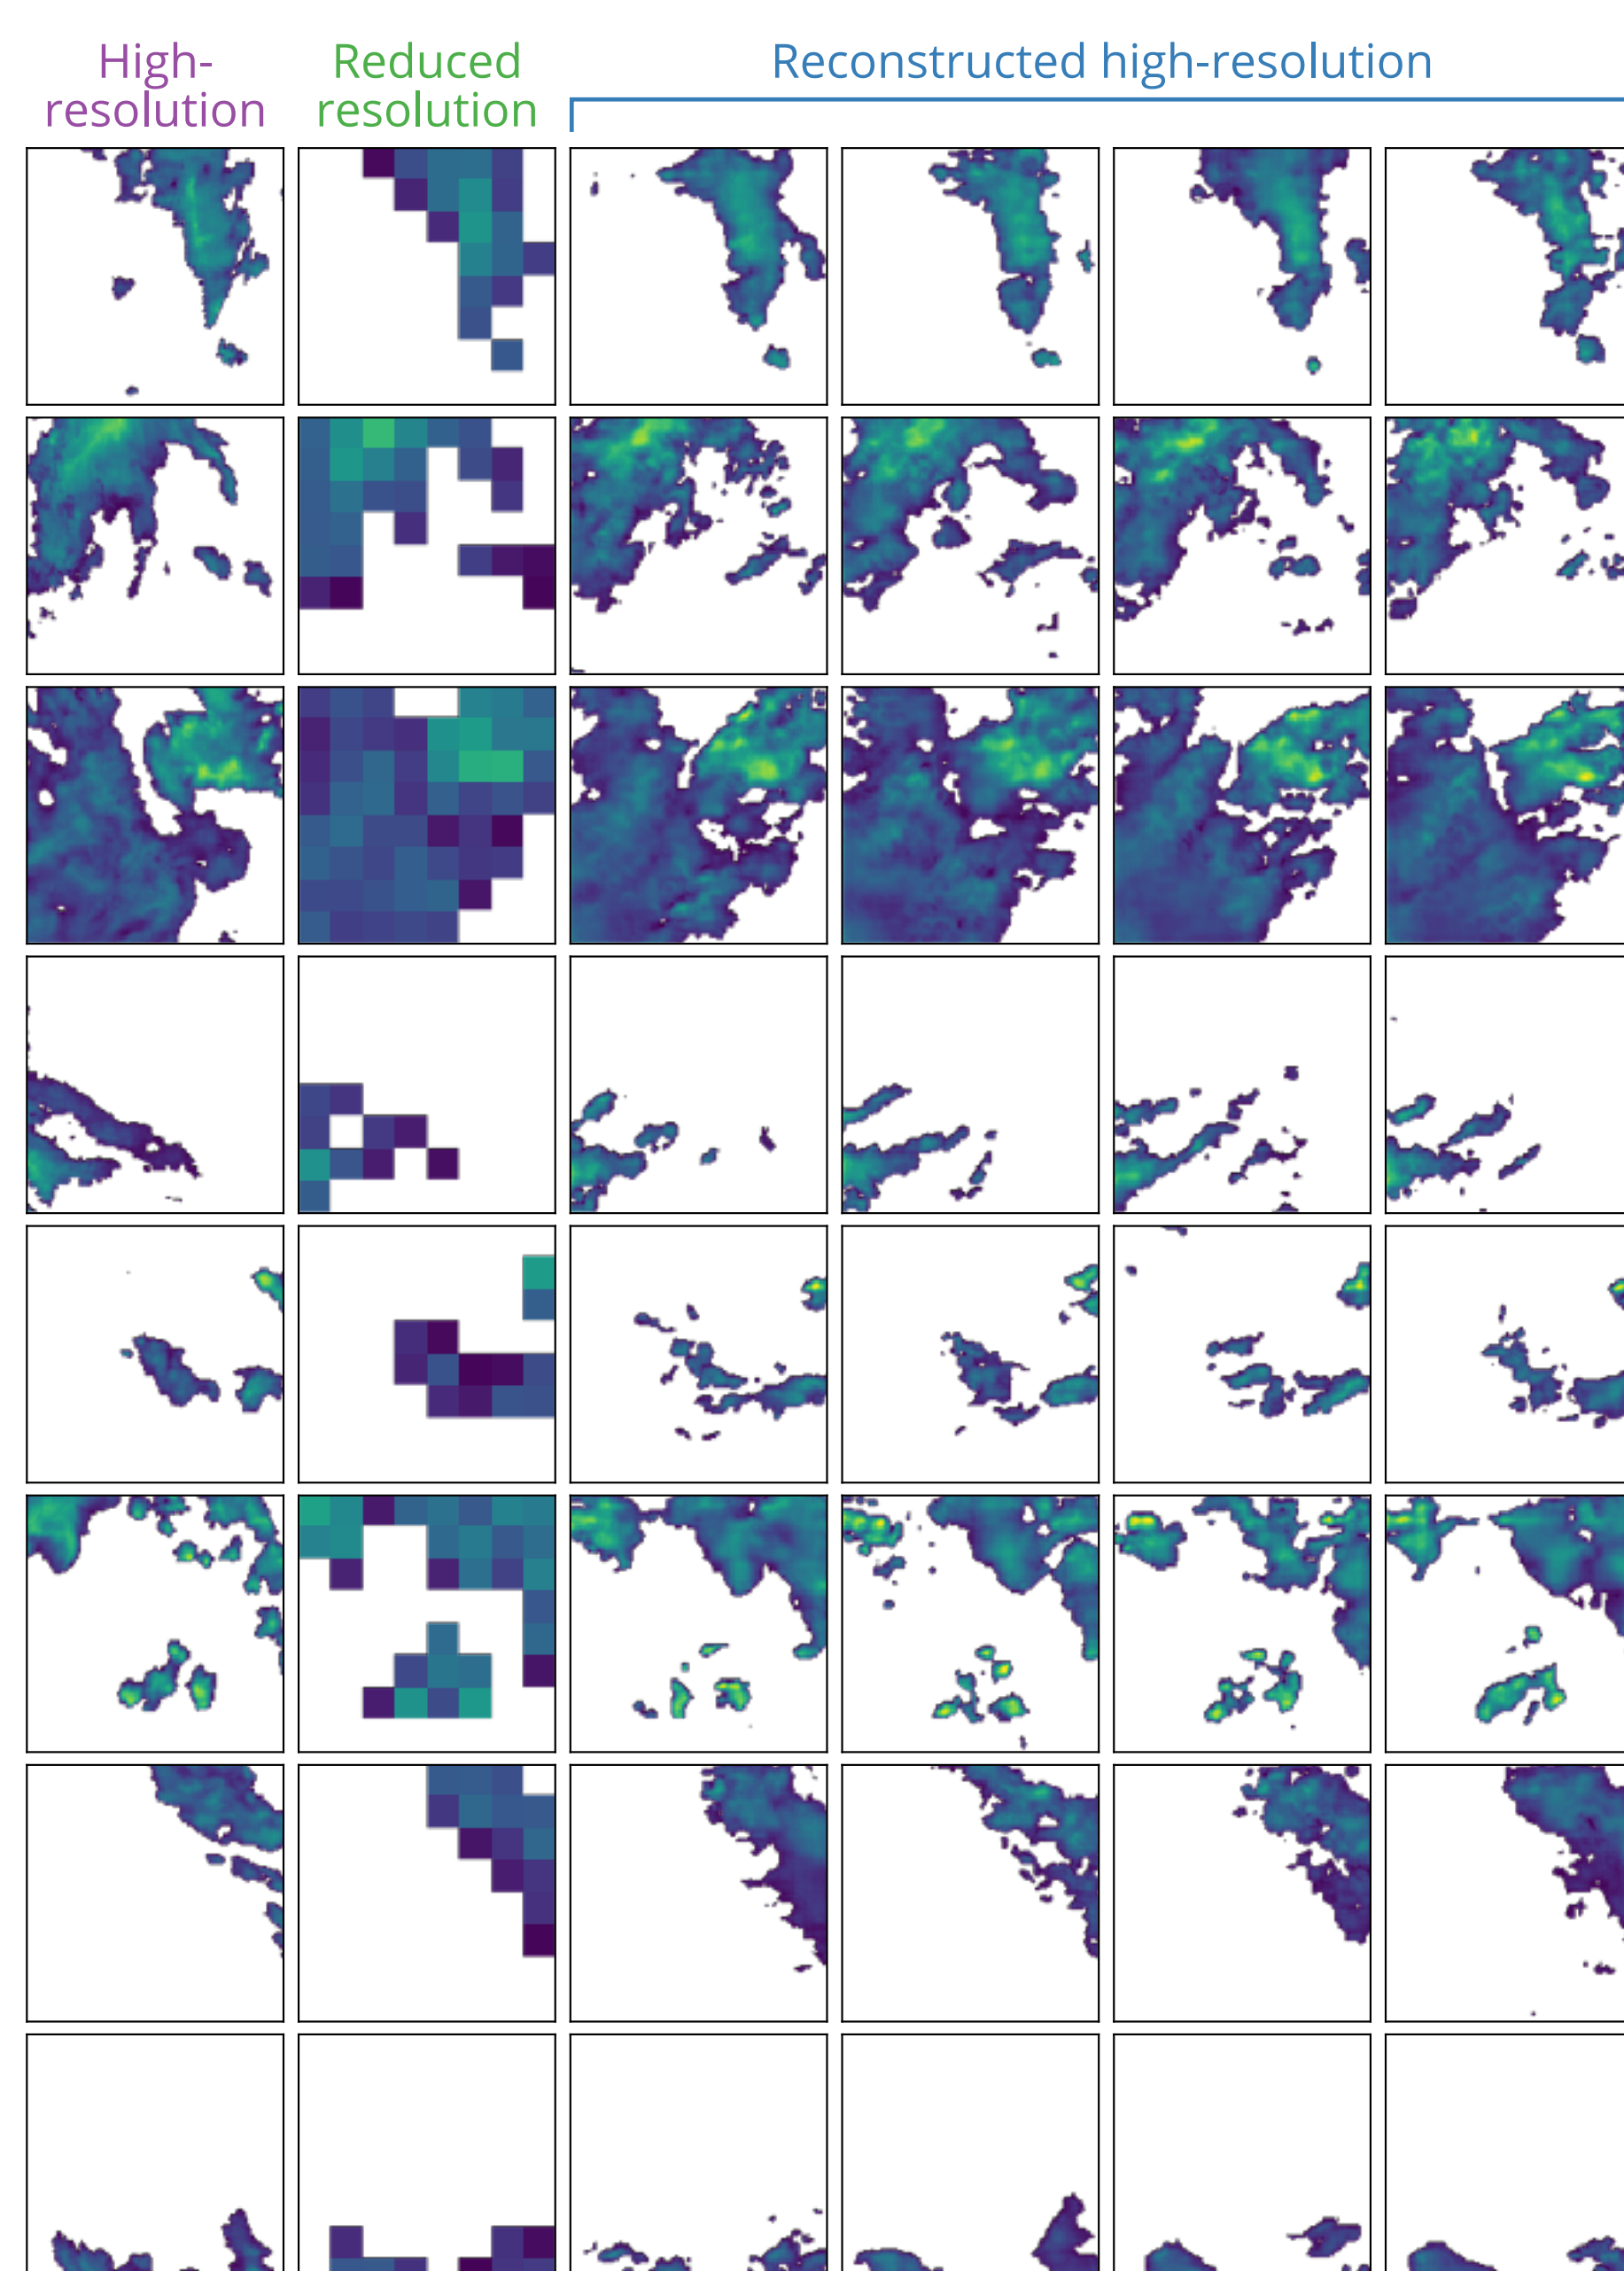 High-
resolution
Reduced
resolution
Reconstructed high-resolution